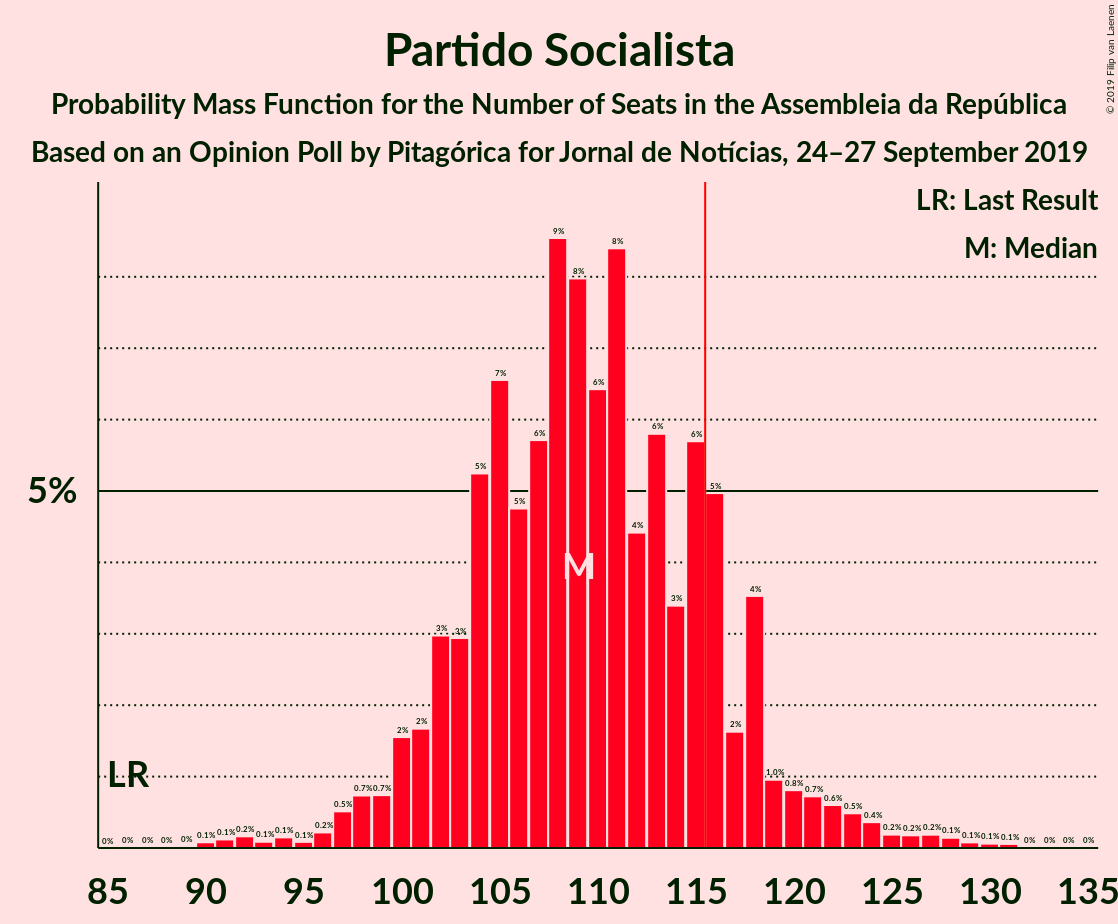 Partido Socialista
Probability Mass Function for the Number of Seats in the Assembleia da República
Based on an Opinion Poll by Pitagórica for Jornal de Notícias, 24–27 September 2019
© 2019 Filip van Laenen
LR: Last Result
M: Median
5%
LR
M
0% 0% 0% 0% 0% 0.1% 0.1% 0.2% 0.1% 0.1% 0.1% 0.2% 0.5% 0.7% 0.7% 2% 2% 3% 3% 5% 7% 5% 6% 9% 8% 6% 8% 4% 6% 3% 6% 5% 2% 4% 1.0% 0.8% 0.7% 0.6% 0.5% 0.4% 0.2% 0.2% 0.2% 0.1% 0.1% 0.1% 0.1% 0% 0% 0% 0%
85 90 95 100 105 110 115 120 125 130 135